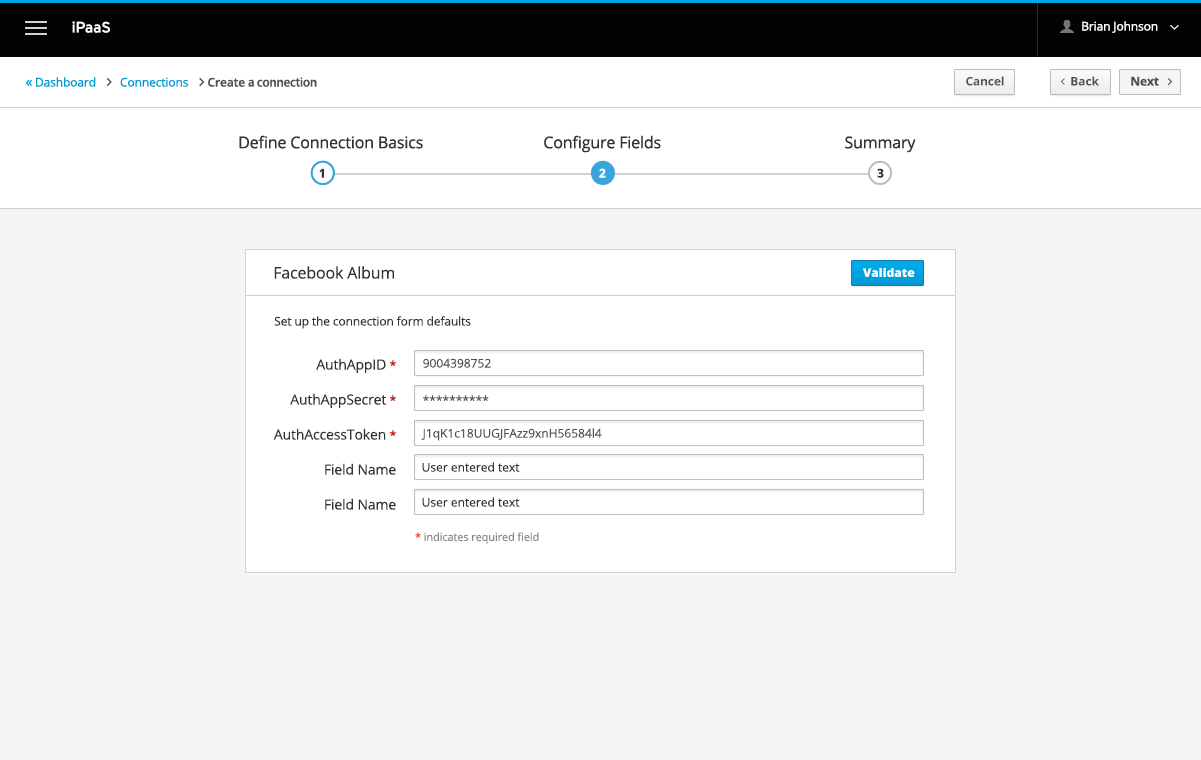 iPaaS
Brian Johnson
« Dashboard > Connections > Create a connection
Cancel
< Back
Next >
Define Connection Basics
Configure Fields
Summary
1
2
3
Facebook Album
Validate
Set up the connection form defaults
AuthAppID * 9004398752
AuthAppSecret * **********
AuthAccessToken * J1qK1c18UUGJFAzz9xnH56584l4
Field Name User entered text
Field Name User entered text
* indicates required field